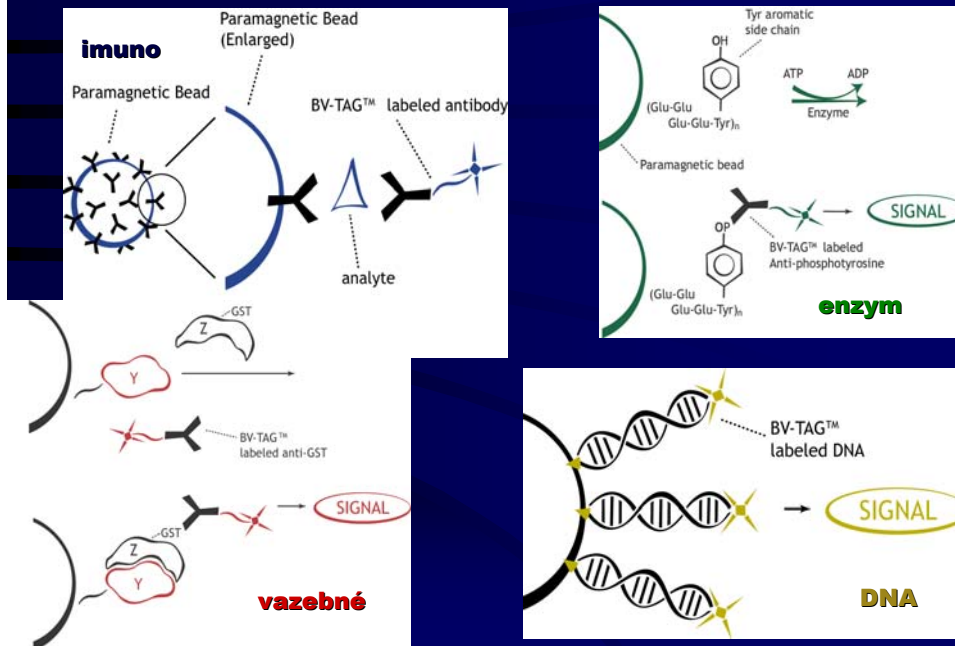 imuno
Paramagnetic Bead
(Enlarged)
Paramagnetic Bead
BV-TAG™ labeled antibody
analyte
Tyr aromatic
side chain
OH
ATP
ADP
Enzyme
(Glu-Glu
Glu-Glu-Tyr)n
Paramagnetic bead
SIGNAL
OP
BV-TAG™ labeled
Anti-phosphotyrosine
(Glu-Glu
Glu-Glu-Tyr)n
enzym
GST
Z
Y
BV-TAG™
labeled anti-GST
GST
SIGNAL
Z
Y
vazebné
BV-TAG™
labeled DNA
SIGNAL
DNA